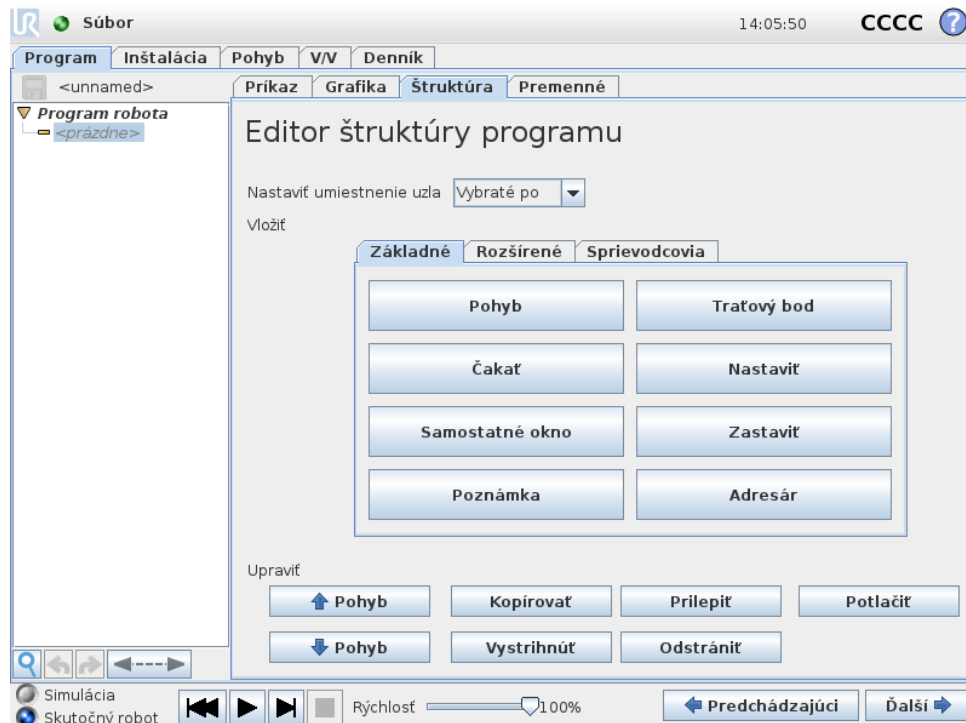 UR Súbor 14:05:50 CCCC ?
Program Inštalácia Pohyb V/V Denník
<unnamed> Príkaz Grafika Štruktúra Premenné
Program robota
<prázdne>
Editor štruktúry programu
Nastaviť umiestnenie uzla Vybraté po
Vložiť
Základné Rozšírené Sprievodcovia
Pohyb Traťový bod
Čakať Nastaviť
Samostatné okno Zastaviť
Poznámka Adresár
Upraviť
Pohyb Kopírovať Prilepiť Potlačiť
Pohyb Vystrihnúť Odstrániť
Simulácia
Skutočný robot
Rýchlosť 100% Predchádzajúci Ďalší